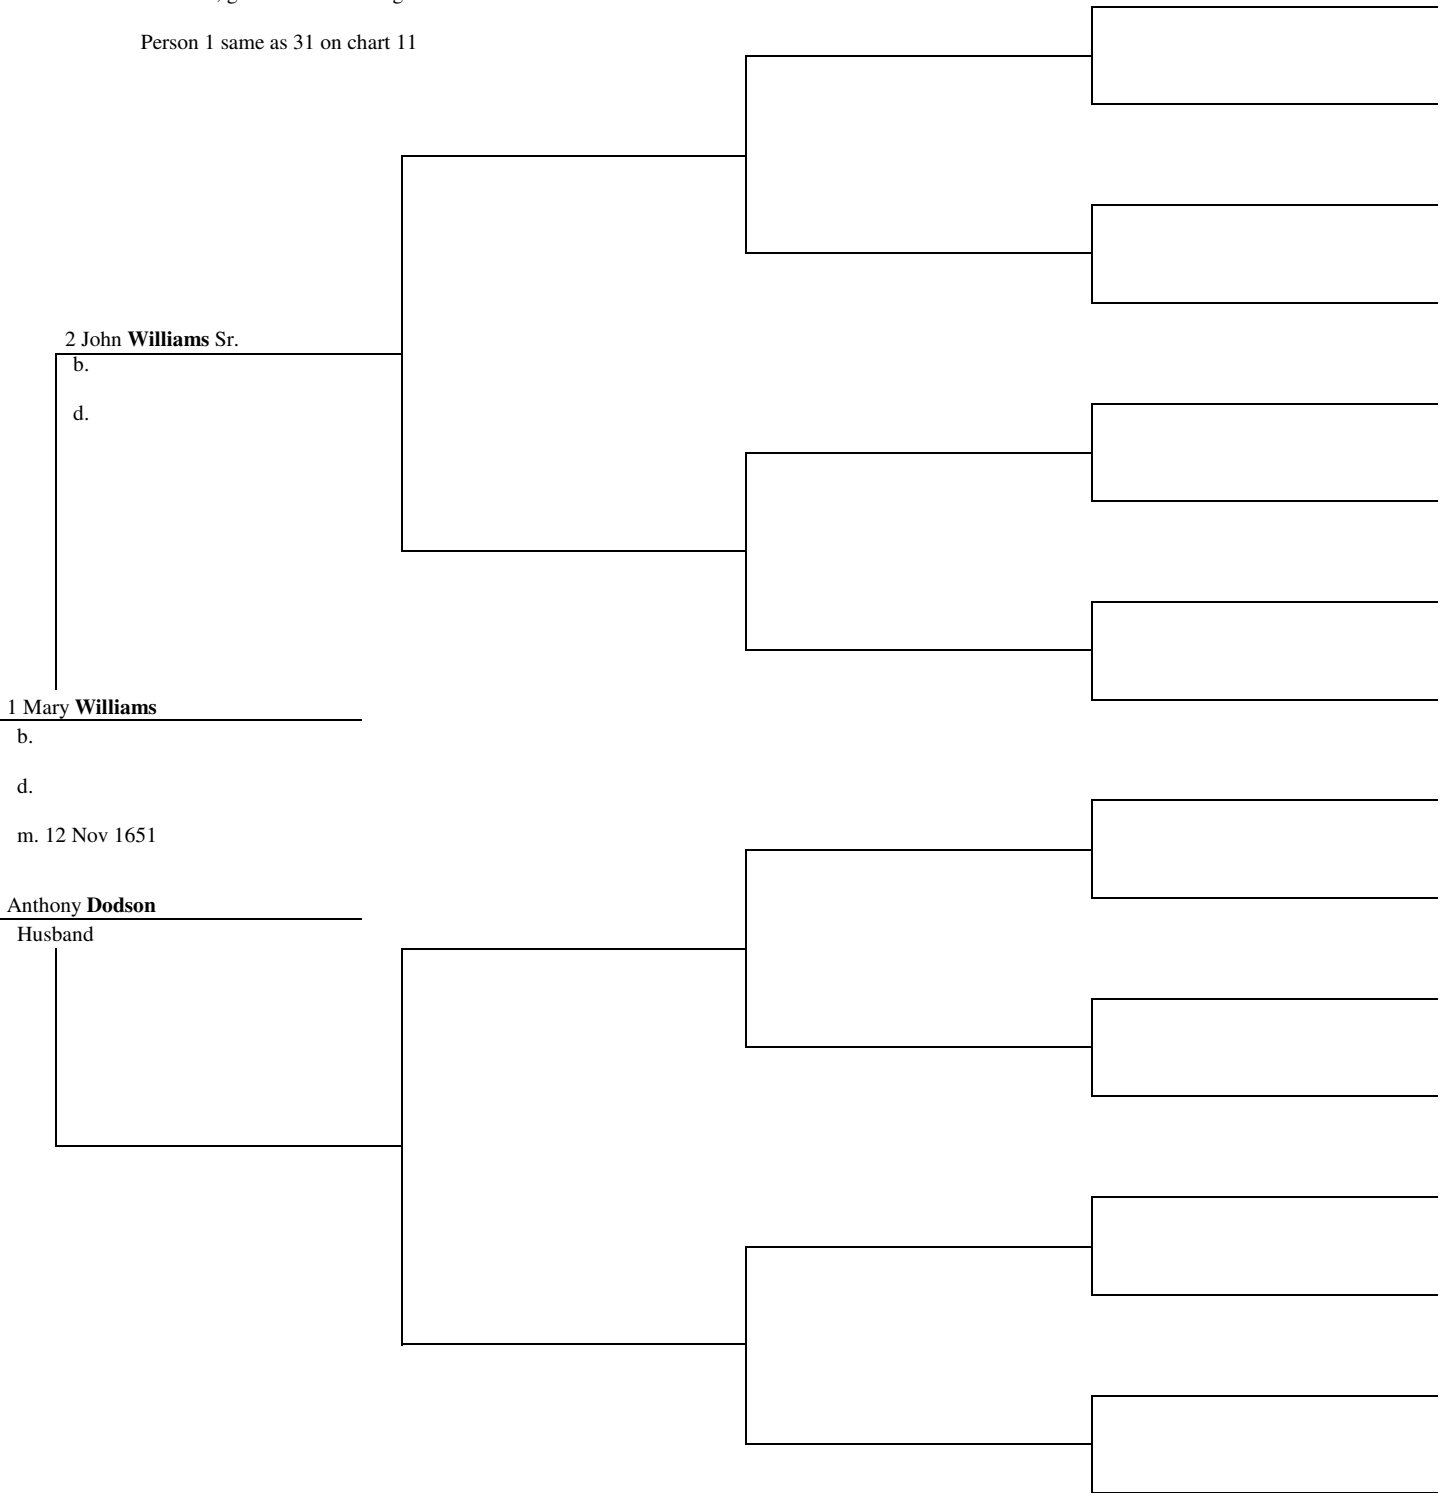 Person 1 same as 31 on chart 11
2 John Williams Sr.
b.
d.
1 Mary Williams
b.
d.
m. 12 Nov 1651
Anthony Dodson
Husband